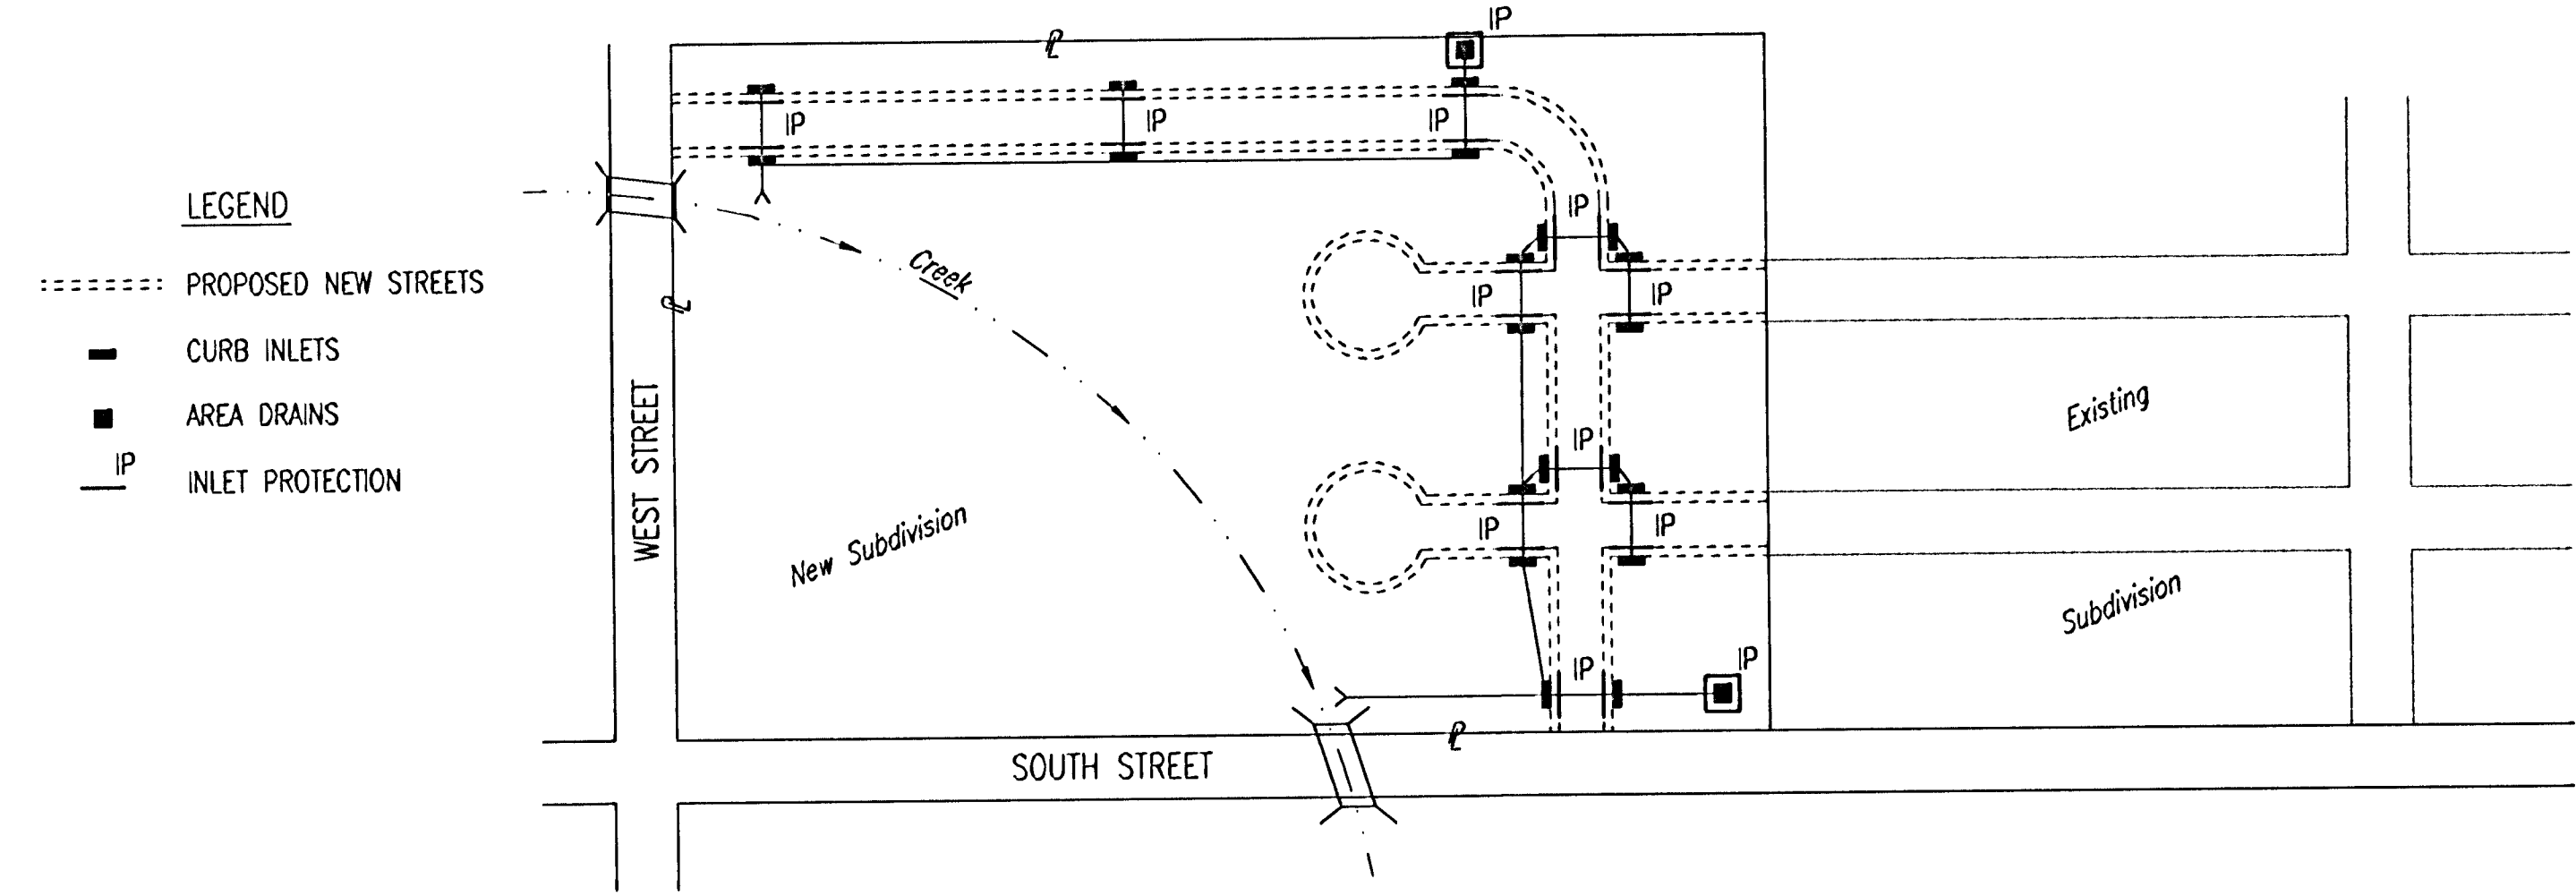 IP
℄
IP
IP
IP
LEGEND
PROPOSED NEW STREETS
CURB INLETS
AREA DRAINS
IP
INLET PROTECTION
WEST STREET
℄
Creek
New Subdivision
IP
IP
IP
IP
IP
IP
IP
IP
℄
SOUTH STREET
Existing
Subdivision